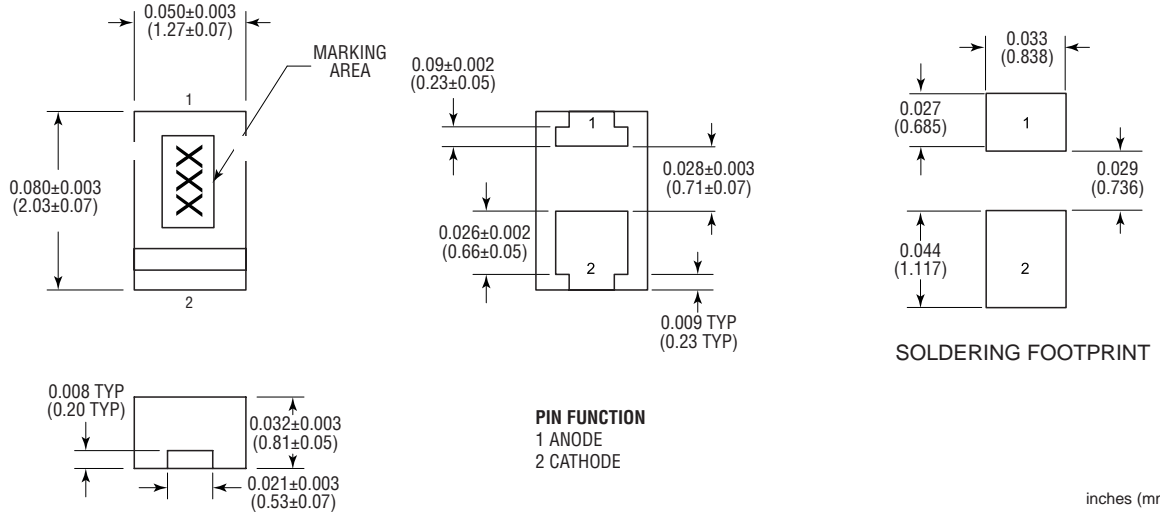 0.050±0.003
(1.27±0.07)
MARKING
AREA
1
XXX
0.080±0.003
(2.03±0.07)
2
0.09±0.002
(0.23±0.05)
1
0.028±0.003
(0.71±0.07)
0.026±0.002
(0.66±0.05)
2
0.009 TYP
(0.23 TYP)
0.033
(0.838)
0.027
(0.685)
1
0.029
(0.736)
0.044
(1.117)
2
SOLDERING FOOTPRINT
0.008 TYP
(0.20 TYP)
0.032±0.003
(0.81±0.05)
0.021±0.003
(0.53±0.07)
PIN FUNCTION
1 ANODE
2 CATHODE
inches (mm